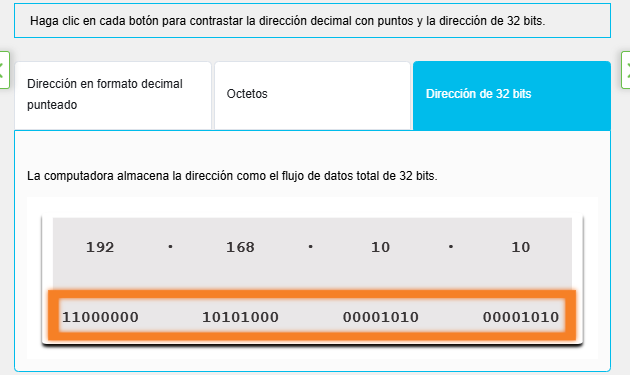 Haga clic en cada botón para contrastar la dirección decimal con puntos y la dirección de 32 bits.
Dirección en formato decimal
punteado
Octetos
Dirección de 32 bits
La computadora almacena la dirección como el flujo de datos total de 32 bits.
192 . 168 . 10 . 10
11000000 10101000 00001010 00001010